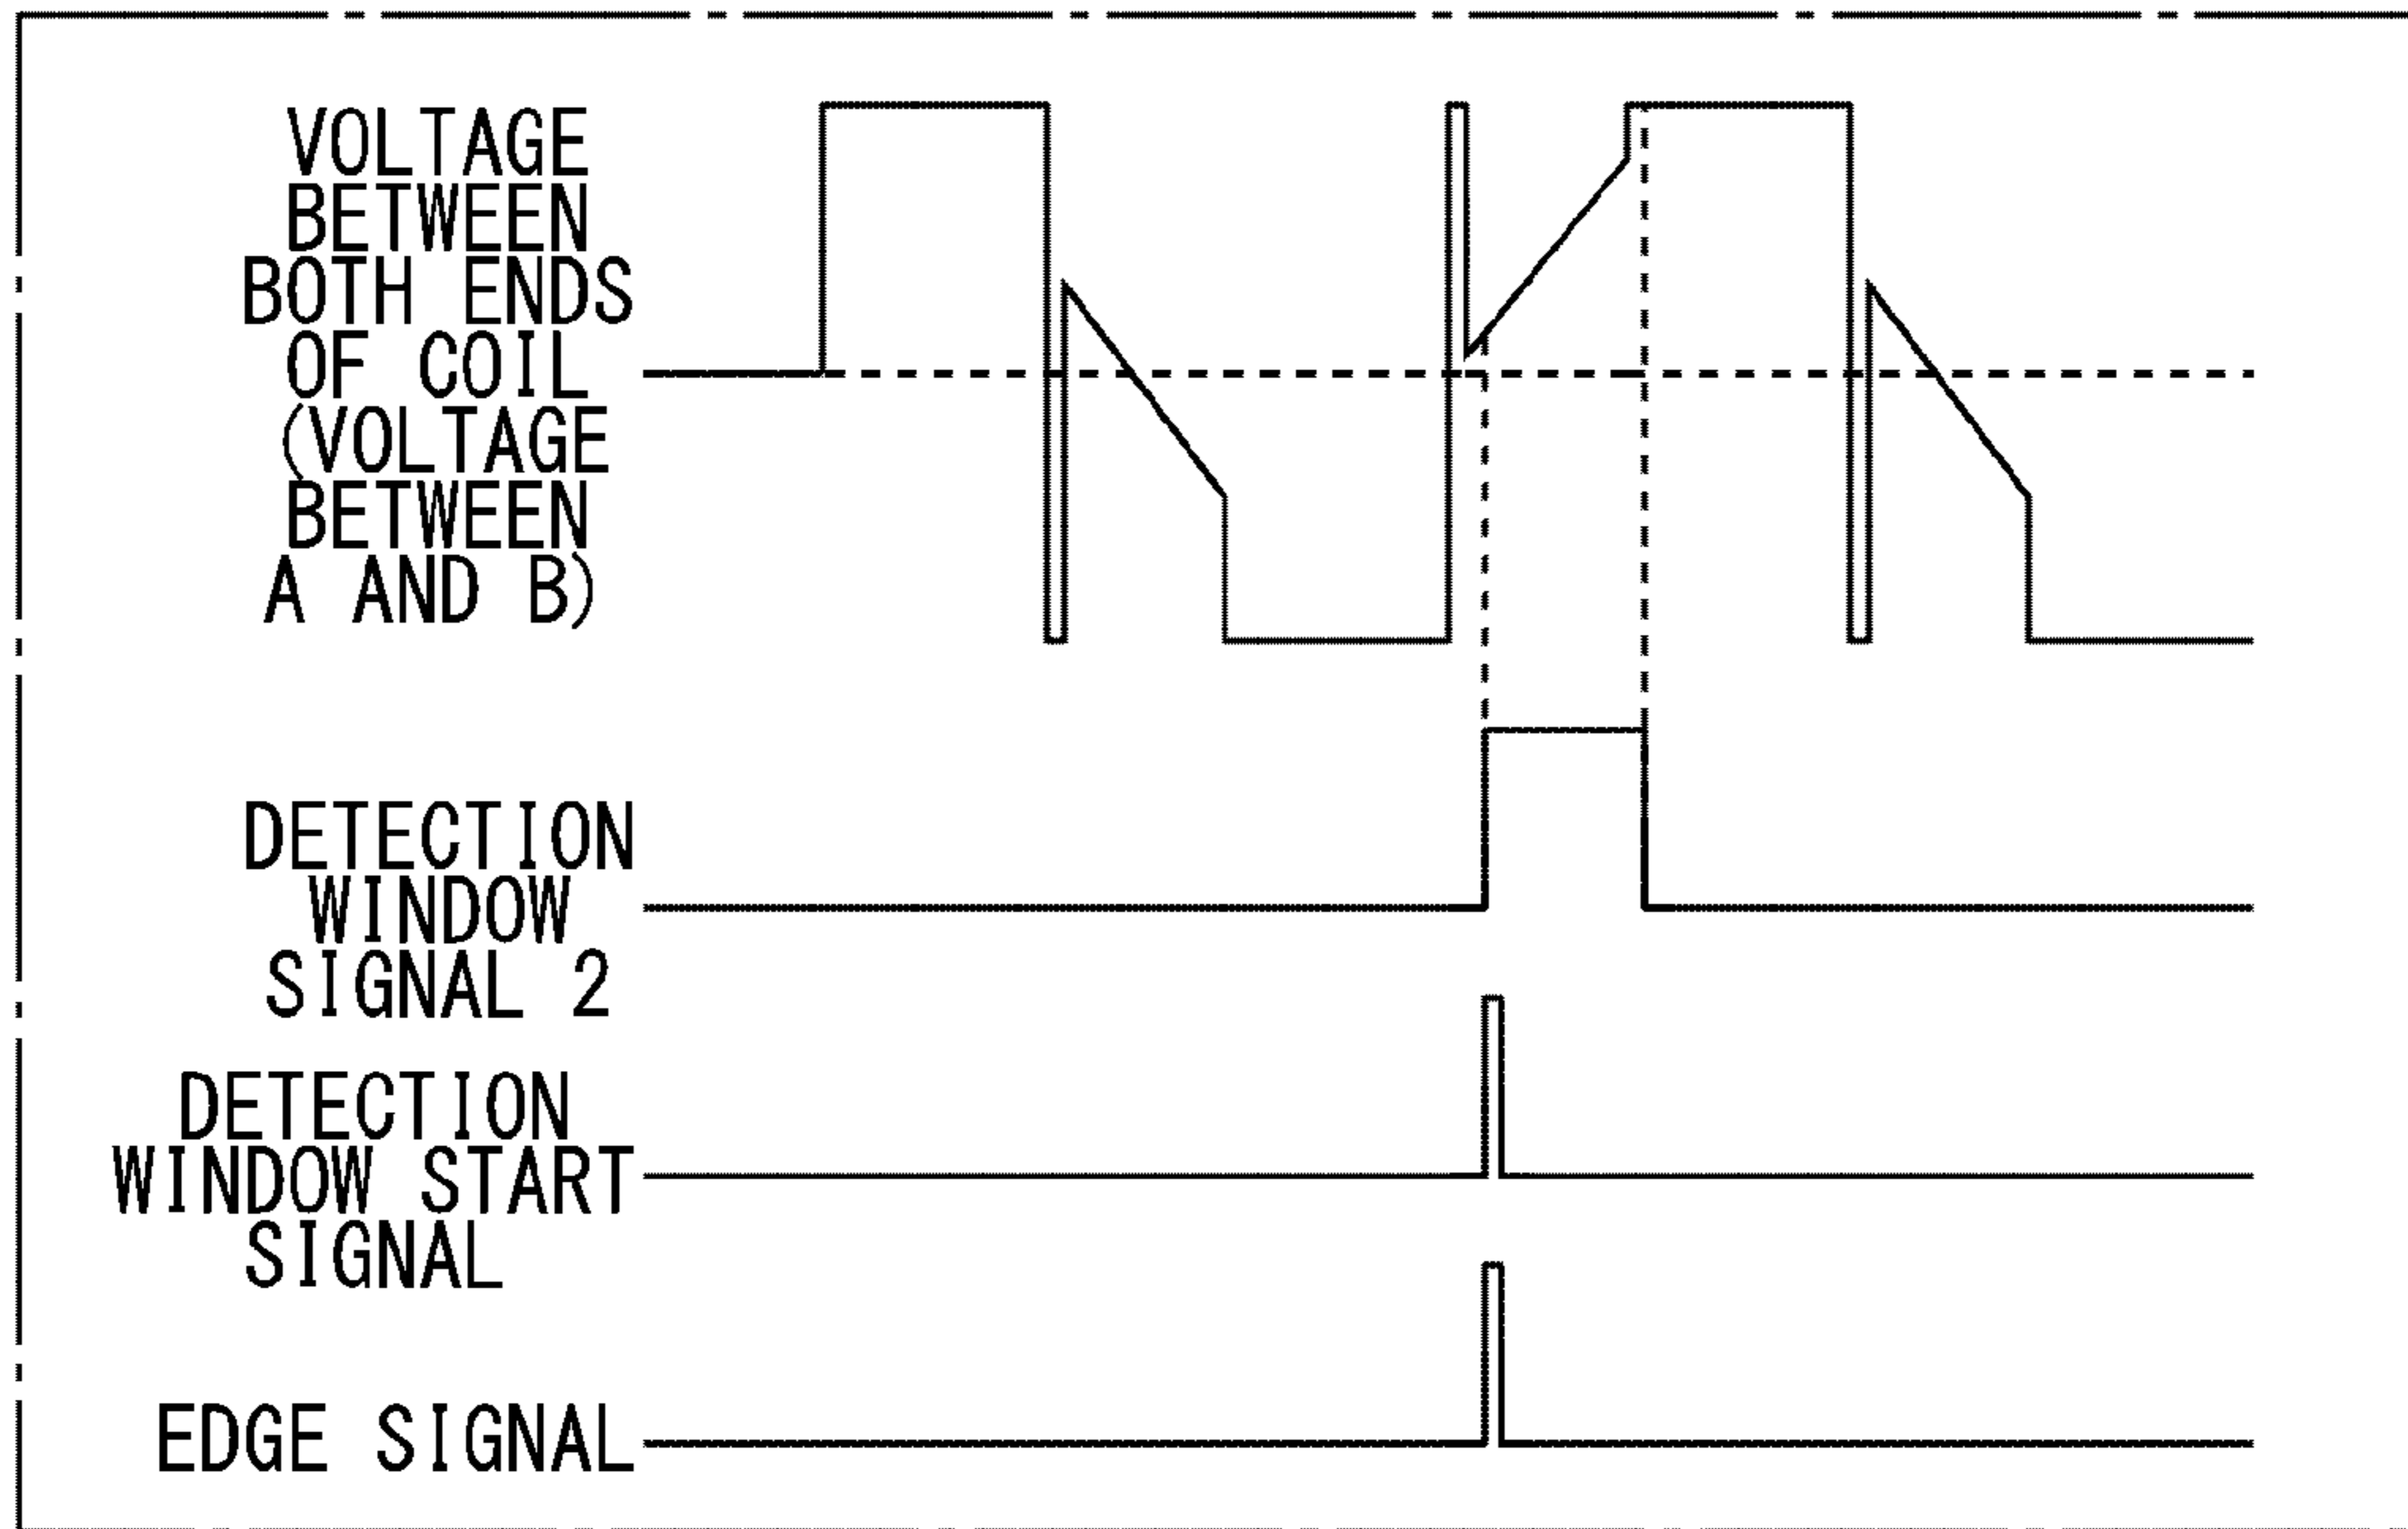 VOLTAGE
BETWEEN
BOTH ENDS
OF COIL
(VOLTAGE
BETWEEN
A AND B)
DETECTION
WINDOW
SIGNAL 2
DETECTION
WINDOW START
SIGNAL
EDGE SIGNAL